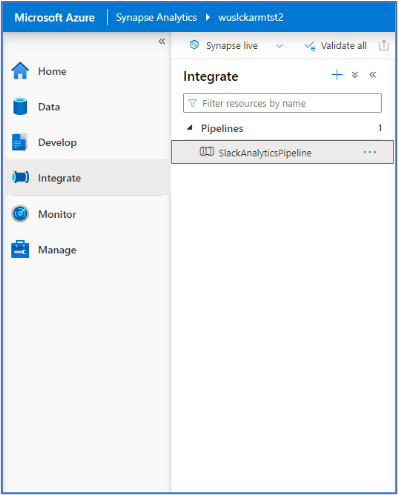 Microsoft Azure Synapse Analytics ▸ wuslckarmtst2
Synapse live Validate all
Home
Data
Develop
Integrate
Monitor
Manage
Integrate
Filter resources by name
Pipelines 1
SlackAnalyticsPipeline ...